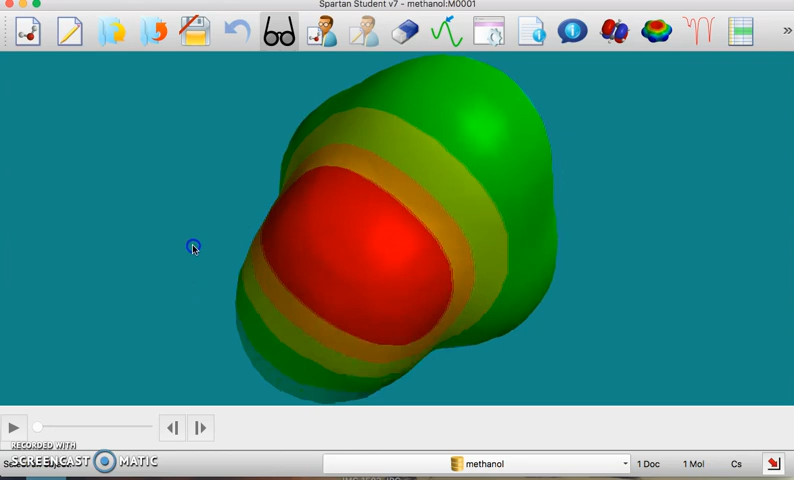 Spartan Student v7 - methanol:M0001
»
RECORDED WITH
SCREENCAST MATIC
methanol
1 Doc
1 Mol
Cs